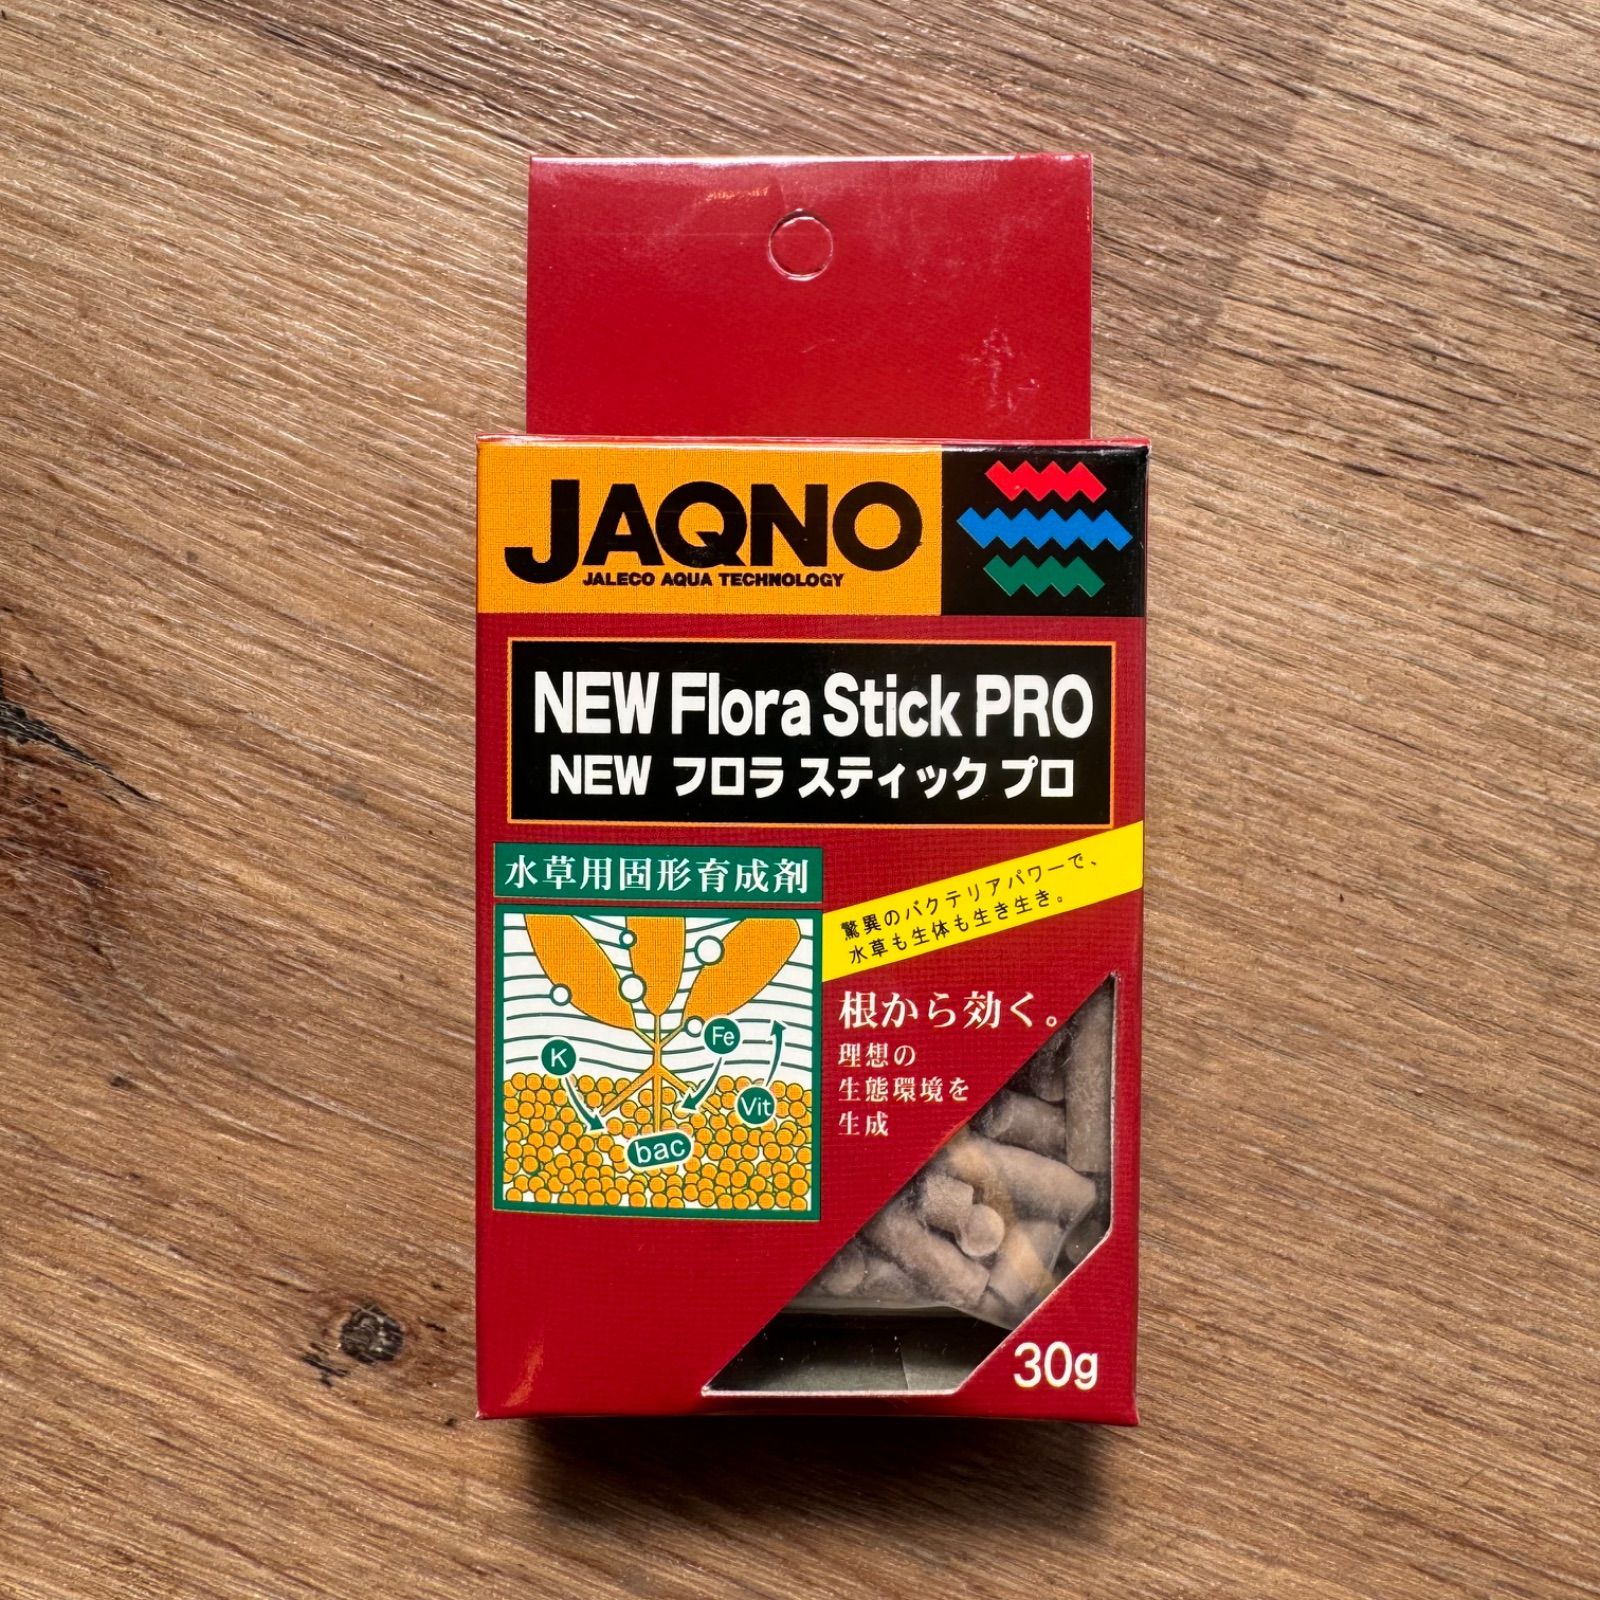 JAQNO
JALECO AQUA TECHNOLOGY
NEW Flora Stick PRO
NEW フロラ スティック プロ
水草用固形育成剤
驚異のバクテリアパワーで、
水草も生体も生き生き。
根から効く。
理想の
生態環境を
生成
K
Fe
Vit
bac
30g